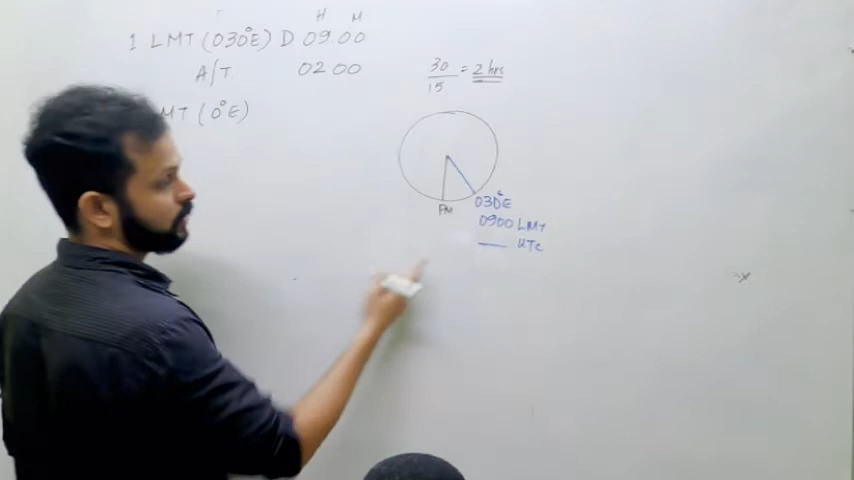 H M
1 LMT (030°E) D 09.00
A/T 02 00
MT (0°E)
30/15 = 2 hrs
PM
030°E
0900 LMT
UTC